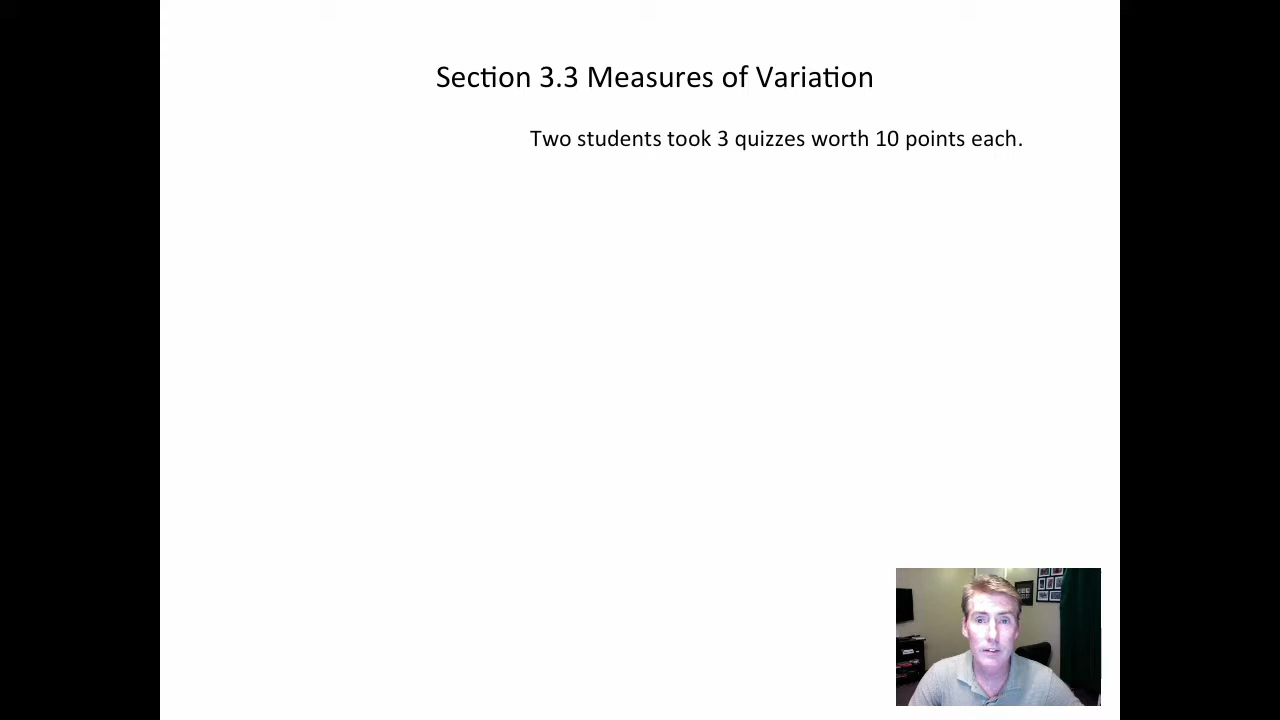 Section 3.3 Measures of Variation
Two students took 3 quizzes worth 10 points each.